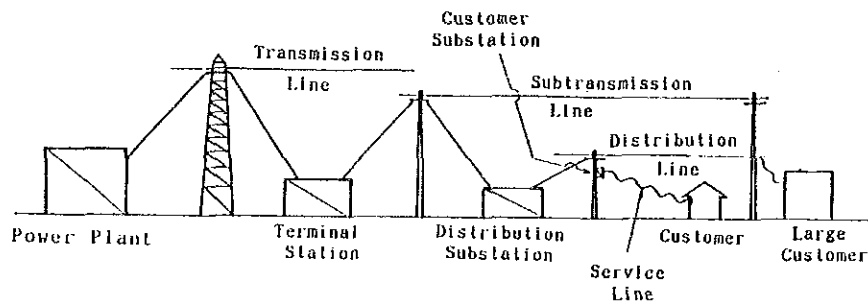 Customer
Substation
Transmission
Line
Subtransmission
Line
Distribution
Line
Power Plant
Terminal
Station
Distribution
Substation
Customer
Large
Customer
Service
Line